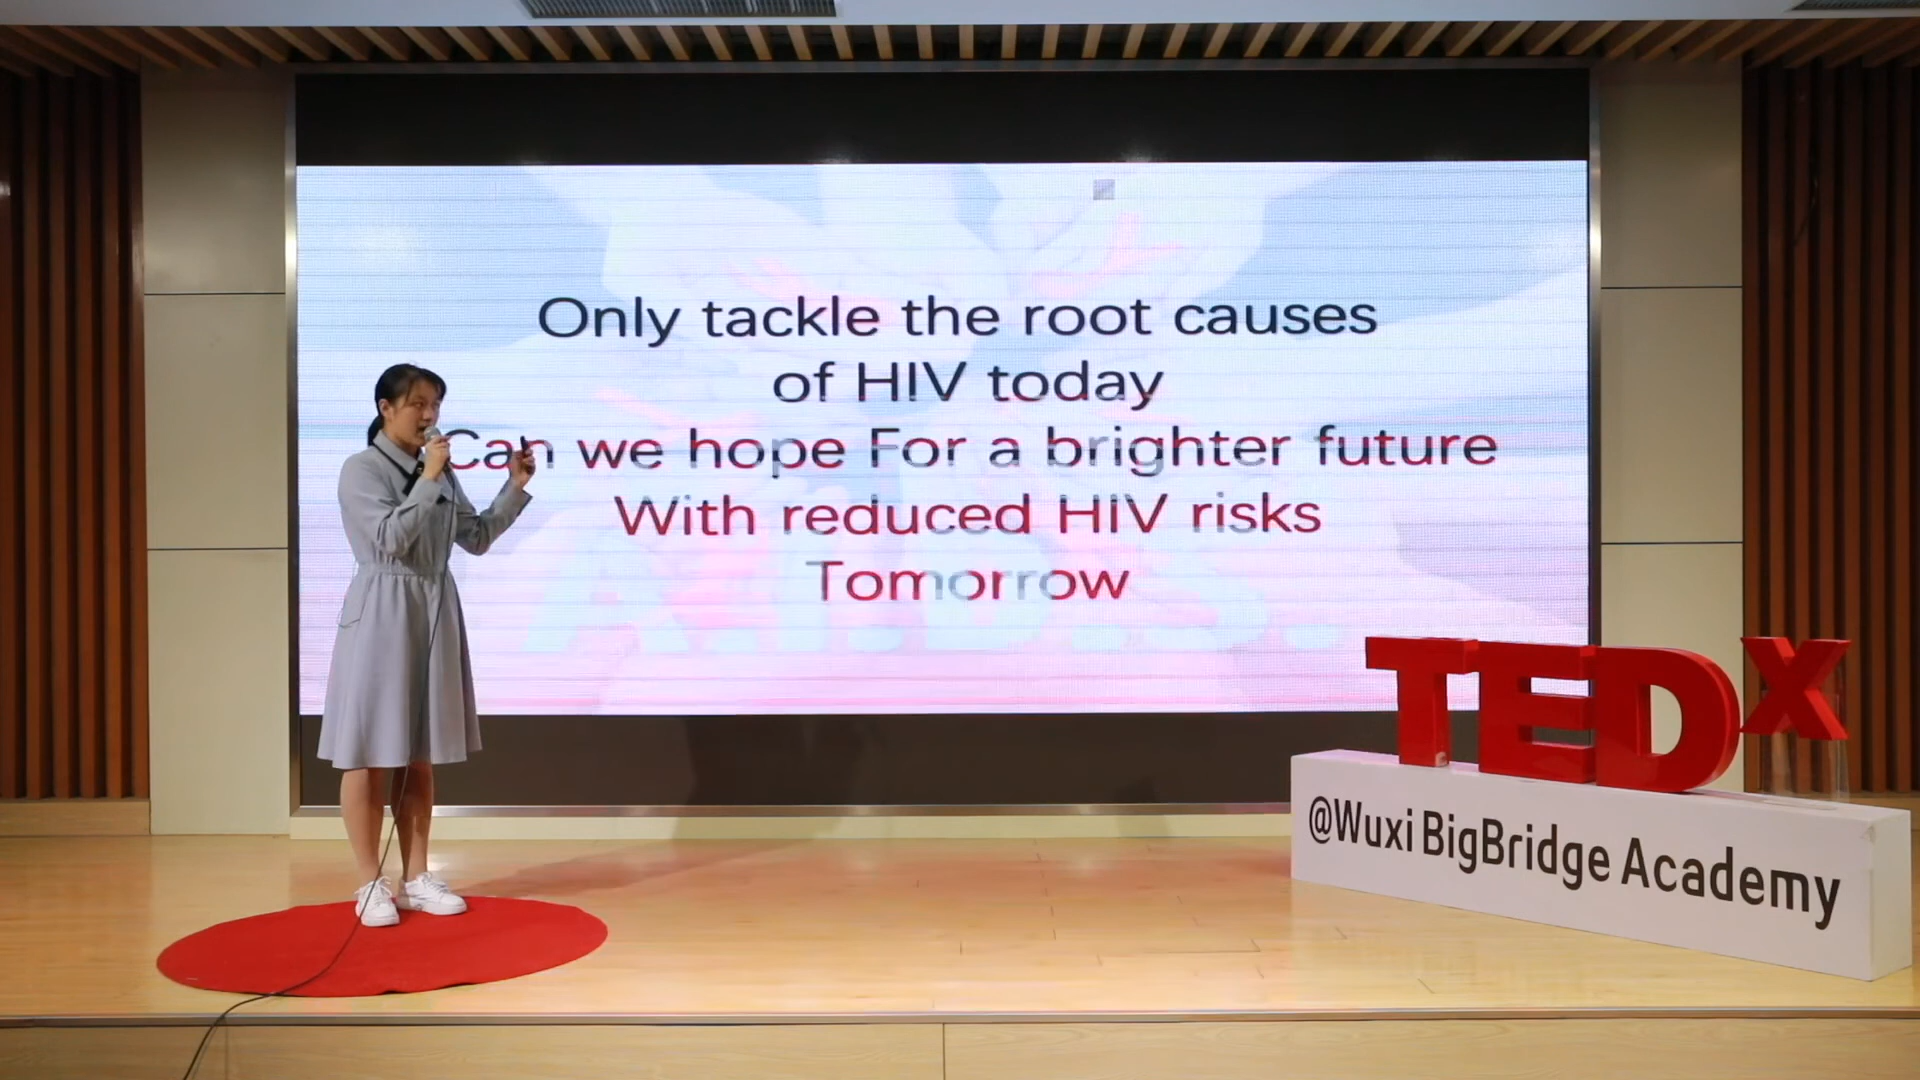 Only tackle the root causes
of HIV today
Can we hope For a brighter future
With reduced HIV risks
Tomorrow
A.I.D.S.
TEDx
@Wuxi BigBridge Academy